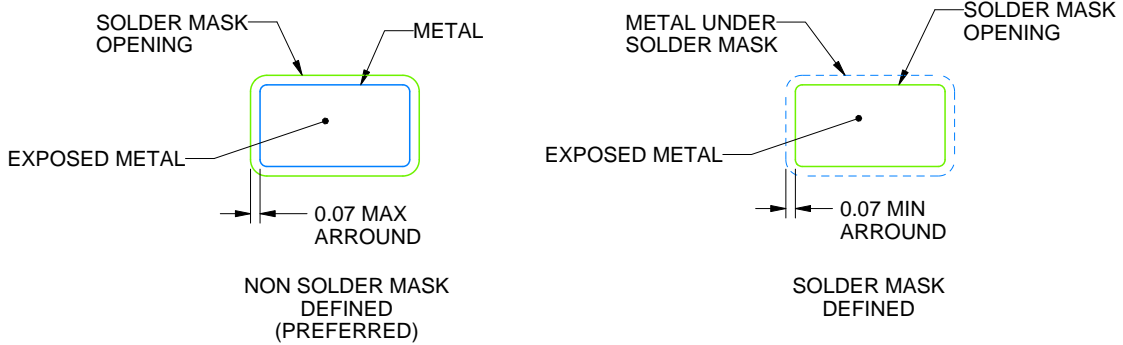 SOLDER MASK
OPENING
METAL
EXPOSED METAL
0.07 MAX
ARROUND
NON SOLDER MASK
DEFINED
(PREFERRED)
METAL UNDER
SOLDER MASK
SOLDER MASK
OPENING
EXPOSED METAL
0.07 MIN
ARROUND
SOLDER MASK
DEFINED